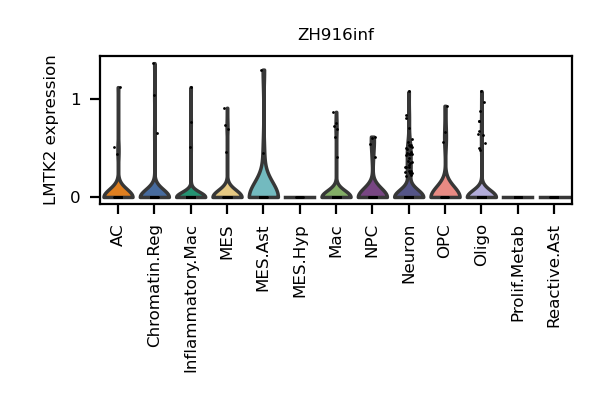 ZH916inf
LMTK2 expression
1
0
AC
Chromatin.Reg
Inflammatory.Mac
MES
MES.Ast
MES.Hyp
Mac
NPC
Neuron
OPC
Oligo
Prolif.Metab
Reactive.Ast